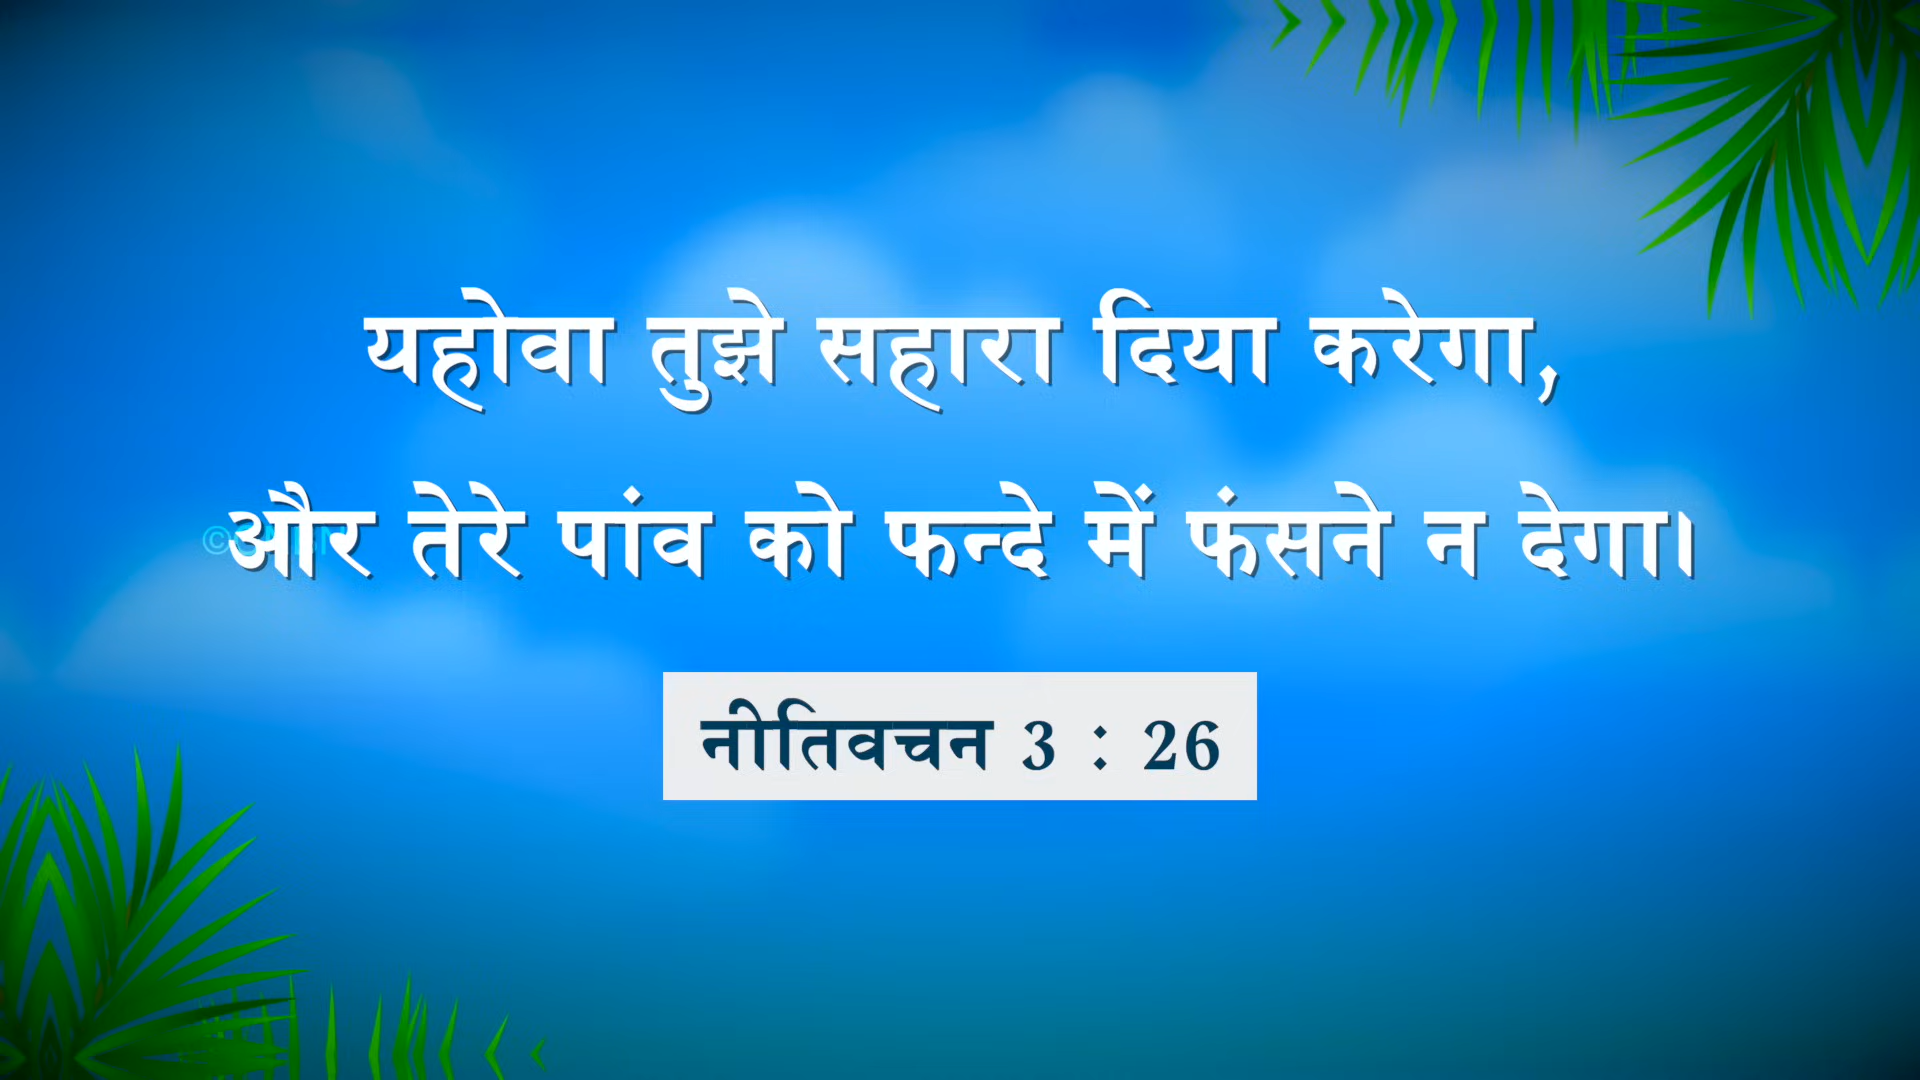 यहोवा तुझे सहारा दिया करेगा,
और तेरे पांव को फन्दे में फंसने न देगा।
नीतिवचन 3 : 26